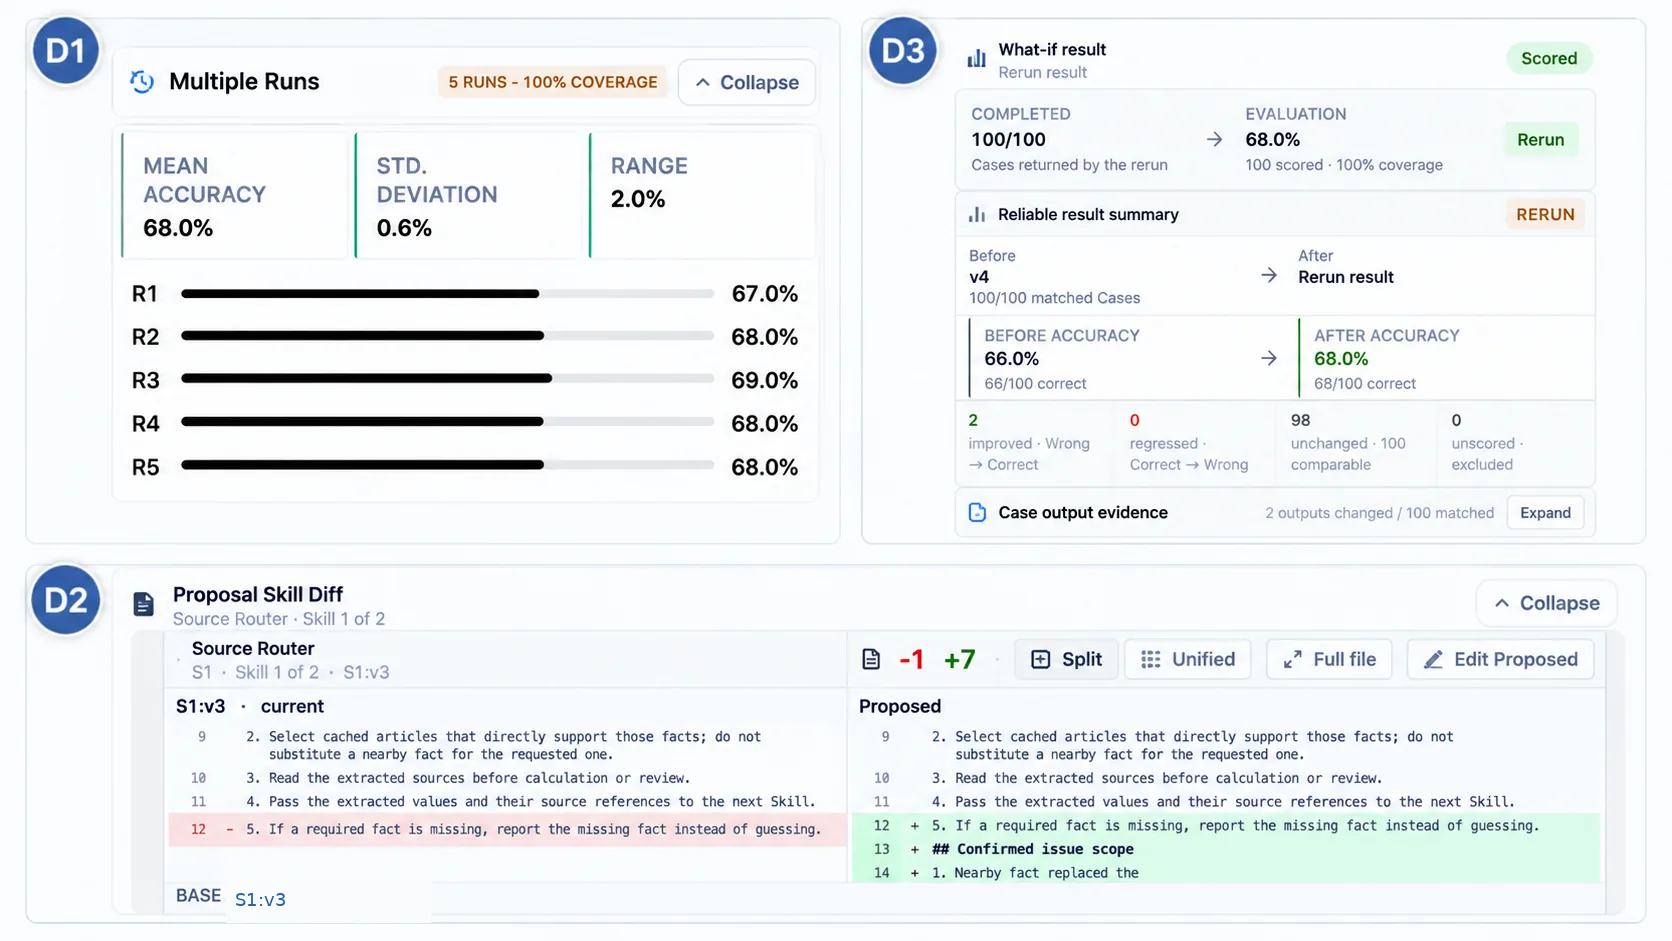 D1
Multiple Runs
5 RUNS - 100% COVERAGE
Collapse
MEAN
ACCURACY
68.0%
STD.
DEVIATION
0.6%
RANGE
2.0%
R1 67.0%
R2 68.0%
R3 69.0%
R4 68.0%
R5 68.0%
D3
What-if result
Rerun result
Scored
COMPLETED
100/100
Cases returned by the rerun
→
EVALUATION
68.0%
100 scored · 100% coverage
Rerun
Reliable result summary
RERUN
Before
v4
100/100 matched Cases
→
After
Rerun result
BEFORE ACCURACY
66.0%
66/100 correct
→
AFTER ACCURACY
68.0%
68/100 correct
2
improved · Wrong
→ Correct
0
regressed ·
Correct → Wrong
98
unchanged · 100
comparable
0
unscored ·
excluded
Case output evidence
2 outputs changed / 100 matched
Expand
D2
Proposal Skill Diff
Source Router · Skill 1 of 2
Collapse
Source Router
S1 · Skill 1 of 2 · S1:v3
-1 +7 ·
Split
Unified
Full file
Edit Proposed
S1:v3 · current
9 2. Select cached articles that directly support those facts; do not
substitute a nearby fact for the requested one.
10 3. Read the extracted sources before calculation or review.
11 4. Pass the extracted values and their source references to the next Skill.
12 - 5. If a required fact is missing, report the missing fact instead of guessing.
BASE S1:v3
Proposed
9 2. Select cached articles that directly support those facts; do not
substitute a nearby fact for the requested one.
10 3. Read the extracted sources before calculation or review.
11 4. Pass the extracted values and their source references to the next Skill.
12 + 5. If a required fact is missing, report the missing fact instead of guessing.
13 + ## Confirmed issue scope
14 + 1. Nearby fact replaced the